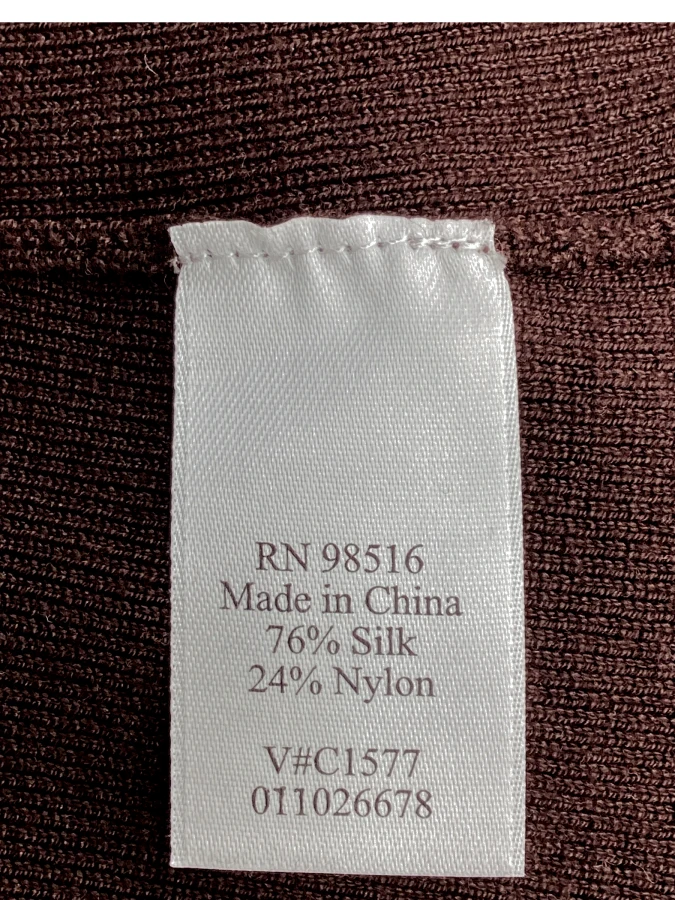 RN 98516
Made in China
76% Silk
24% Nylon
V#C1577
011026678